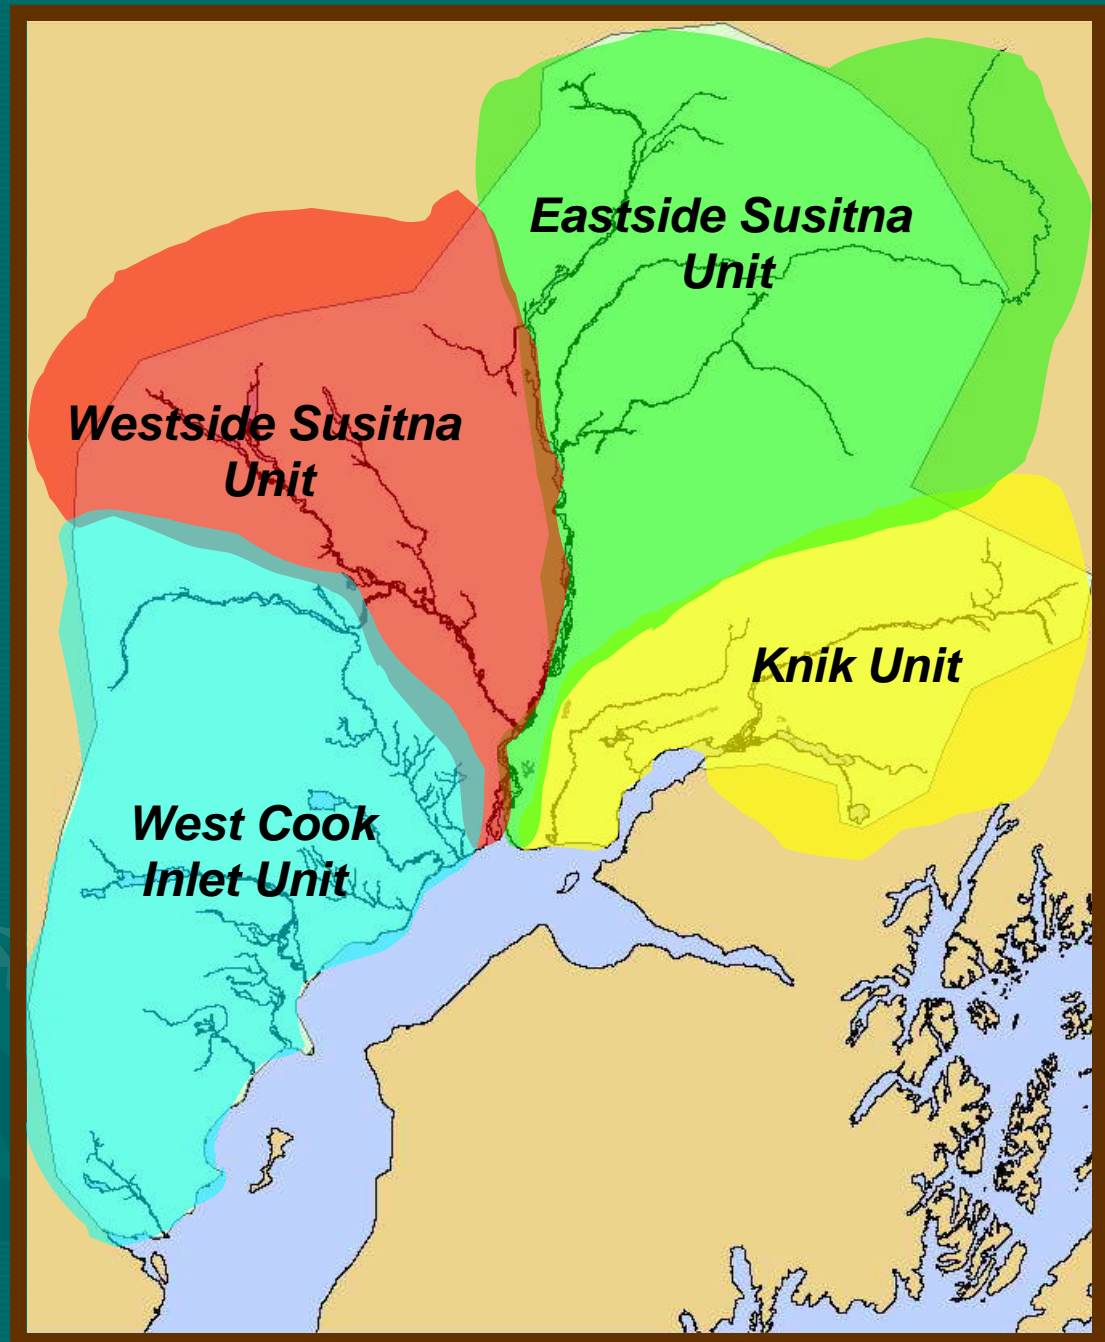 Eastside Susitna
Unit
Westside Susitna
Unit
Knik Unit
West Cook
Inlet Unit